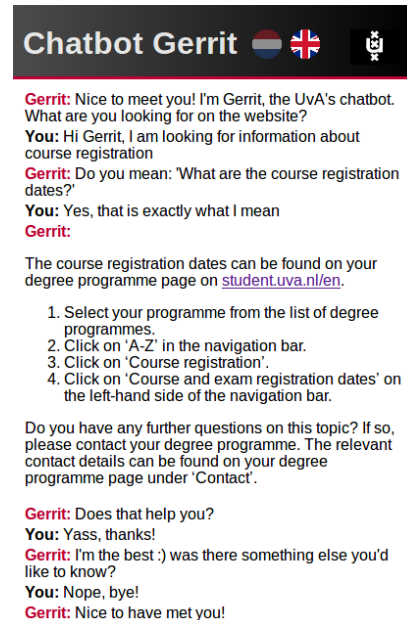 Chatbot Gerrit
Gerrit: Nice to meet you! I'm Gerrit, the UvA's chatbot.
What are you looking for on the website?
You: Hi Gerrit, I am looking for information about
course registration
Gerrit: Do you mean: 'What are the course registration
dates?'
You: Yes, that is exactly what I mean
Gerrit:
The course registration dates can be found on your
degree programme page on student.uva.nl/en.
1. Select your programme from the list of degree
programmes.
2. Click on ‘A-Z’ in the navigation bar.
3. Click on ‘Course registration’.
4. Click on ‘Course and exam registration dates’ on
the left-hand side of the navigation bar.
Do you have any further questions on this topic? If so,
please contact your degree programme. The relevant
contact details can be found on your degree
programme page under ‘Contact’.
Gerrit: Does that help you?
You: Yass, thanks!
Gerrit: I'm the best :) was there something else you'd
like to know?
You: Nope, bye!
Gerrit: Nice to have met you!